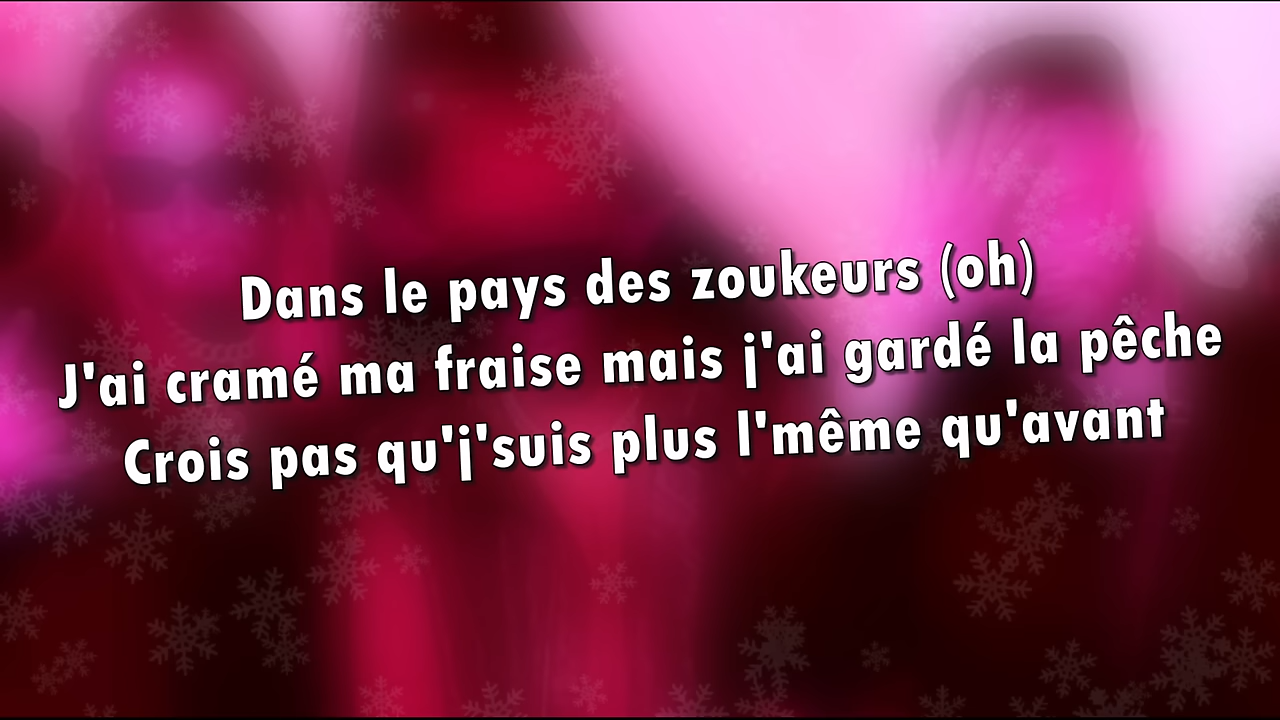 Dans le pays des zoukeurs (oh)
J'ai cramé ma fraise mais j'ai gardé la pêche
Crois pas qu'j'suis plus l'même qu'avant